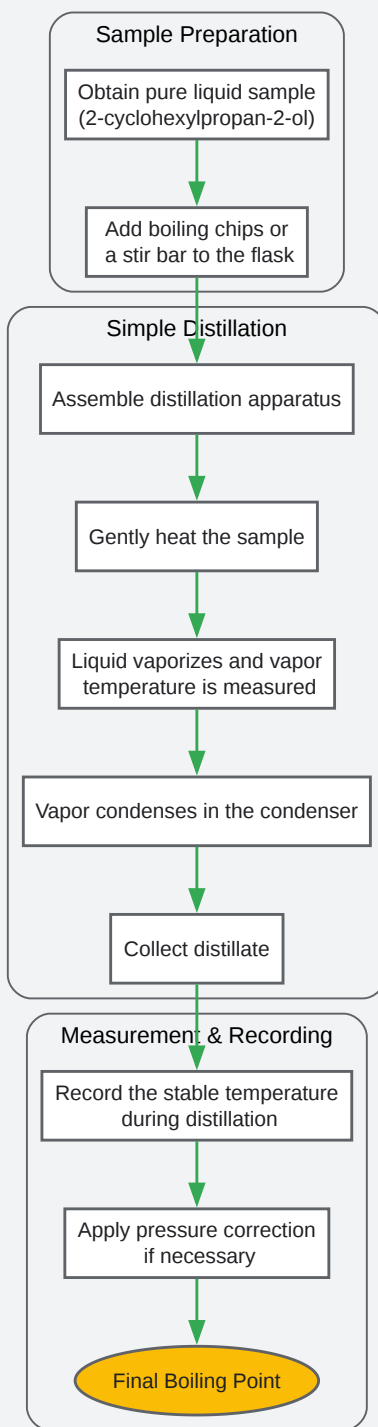 Sample Preparation
Obtain pure liquid sample
(2-cyclohexylpropan-2-ol)
Add boiling chips or
a stir bar to the flask
Simple Distillation
Assemble distillation apparatus
Gently heat the sample
Liquid vaporizes and vapor
temperature is measured
Vapor condenses in the condenser
Collect distillate
Measurement & Recording
Record the stable temperature
during distillation
Apply pressure correction
if necessary
Final Boiling Point